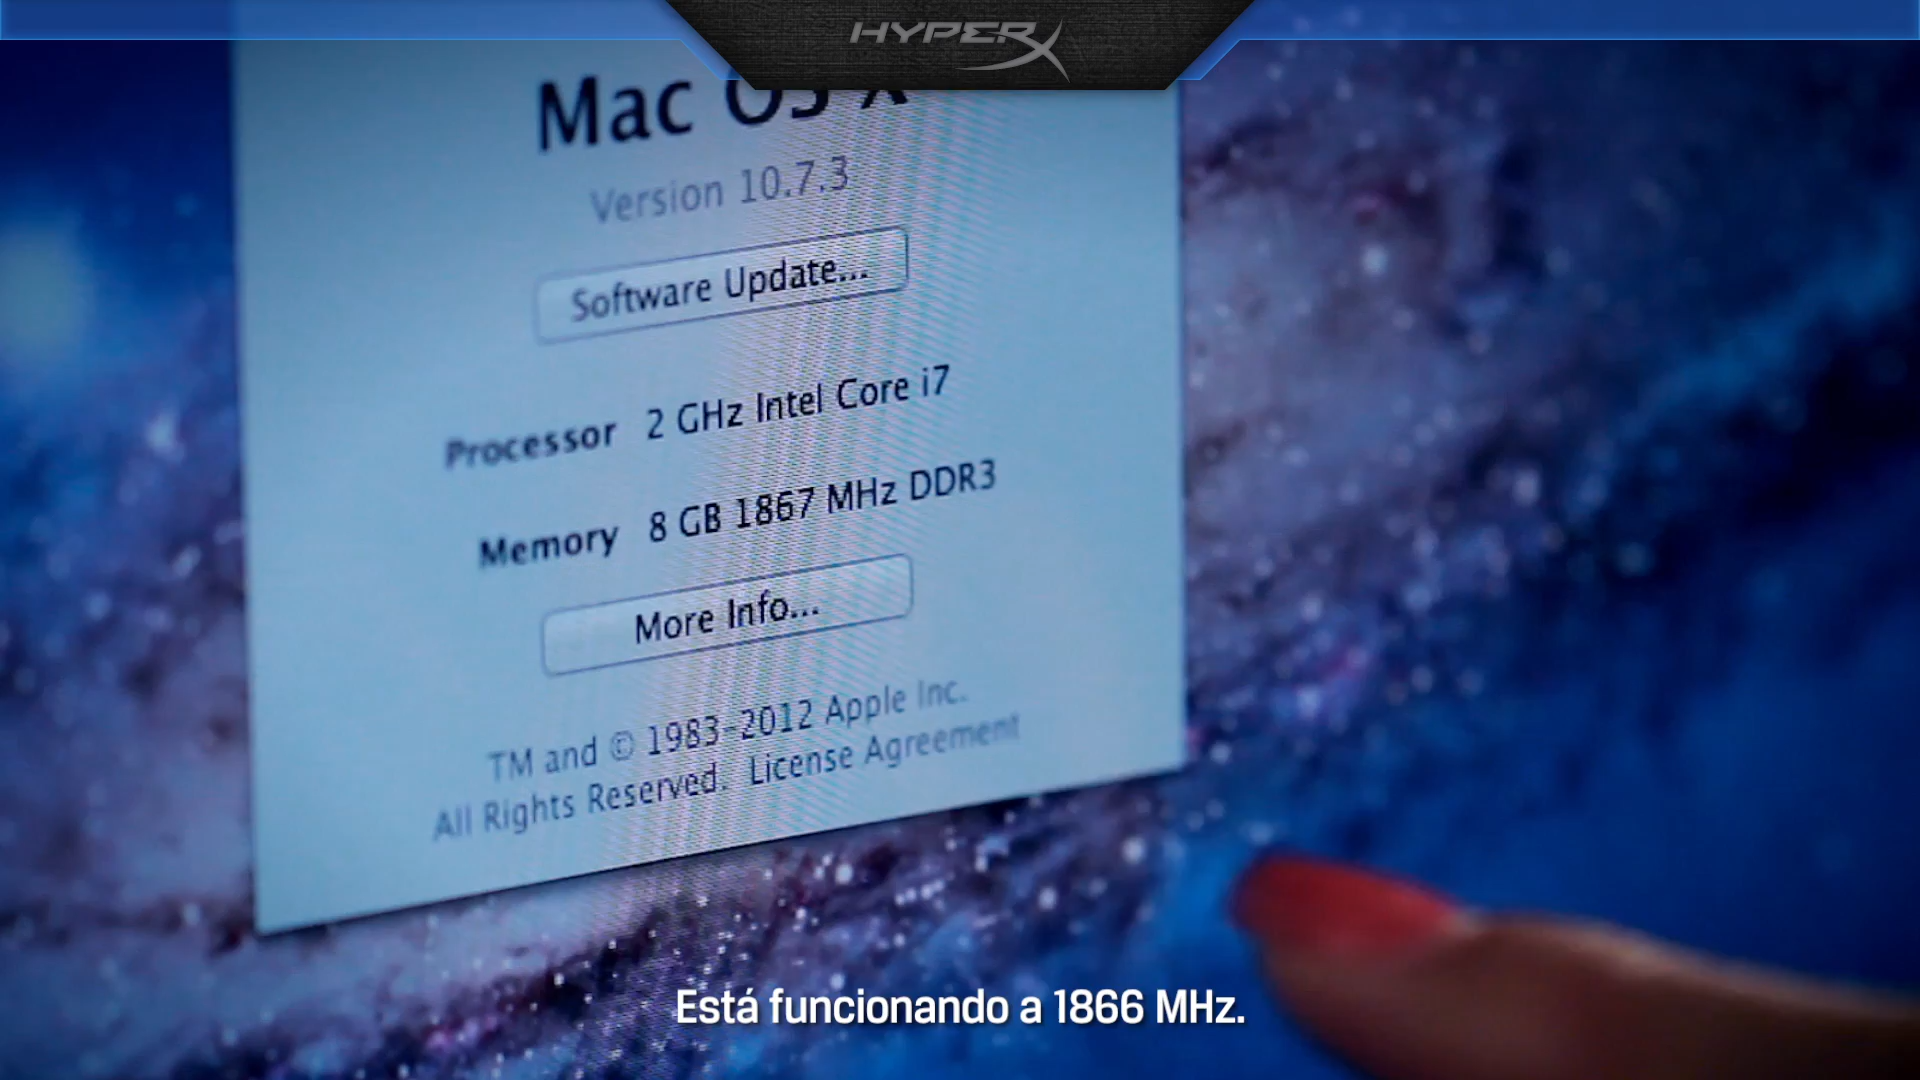 HYPERX
Mac OS X
Version 10.7.3
Software Update...
Processor 2 GHz Intel Core i7
Memory 8 GB 1867 MHz DDR3
More Info...
TM and © 1983-2012 Apple Inc.
All Rights Reserved. License Agreement
Está funcionando a 1866 MHz.